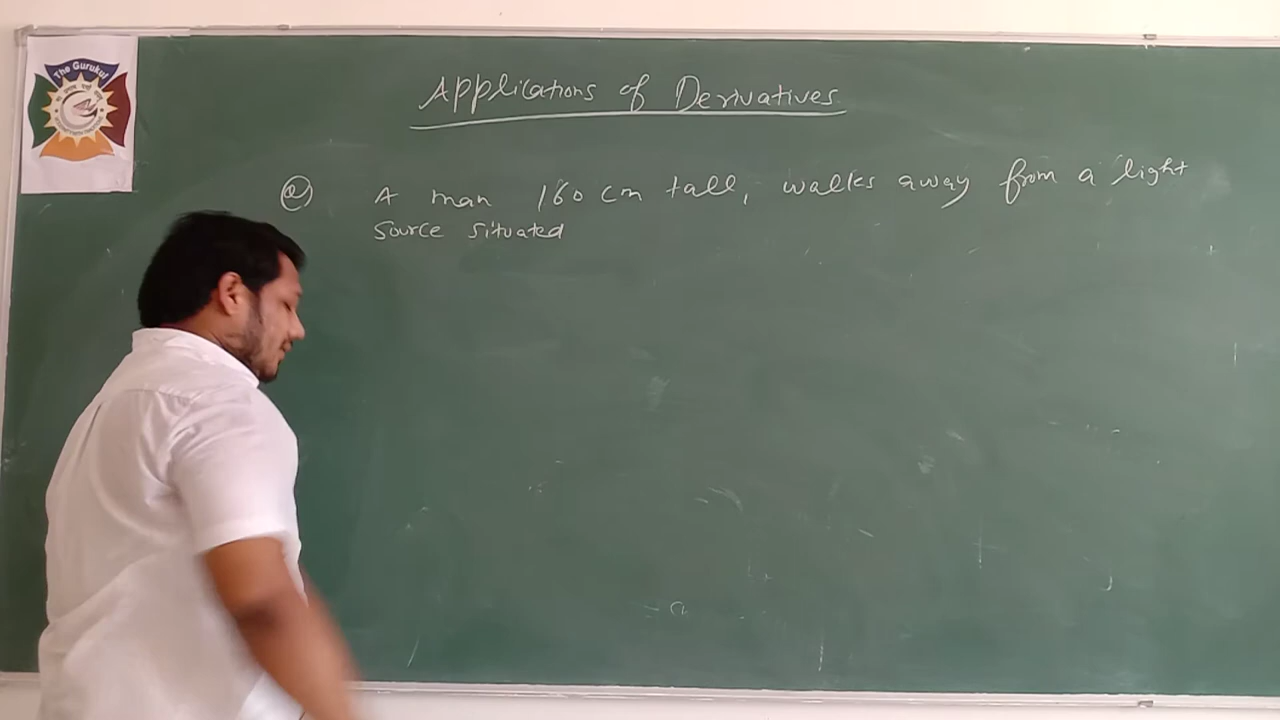 The Gurukul
Applications of Derivatives
Q A man 160 cm tall, walks away from a light
source situated